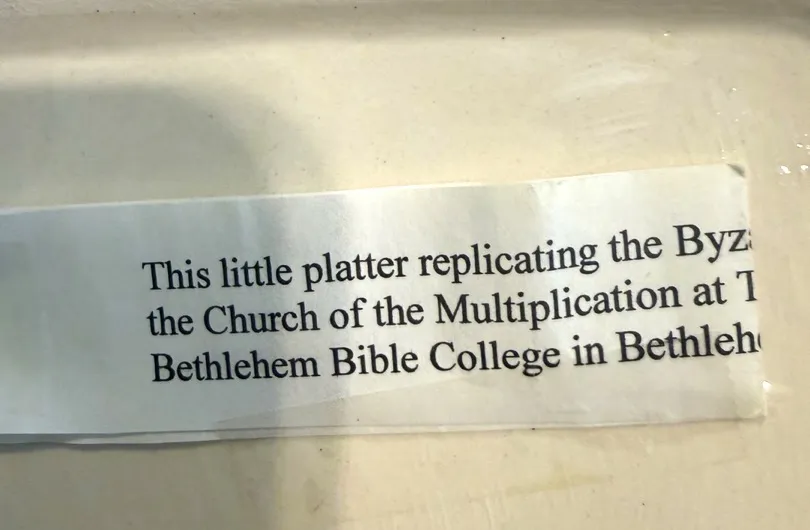 This little platter replicating the Byz
the Church of the Multiplication at T
Bethlehem Bible College in Bethleh